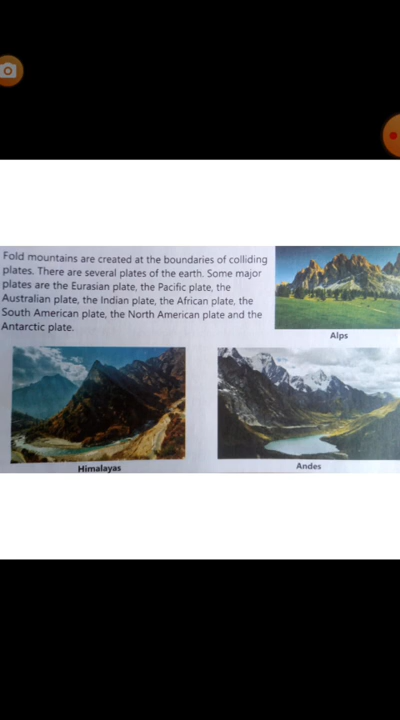 Fold mountains are created at the boundaries of colliding
plates. There are several plates of the earth. Some major
plates are the Eurasian plate, the Pacific plate, the
Australian plate, the Indian plate, the African plate, the
South American plate, the North American plate and the
Antarctic plate.
Alps
Himalayas
Andes